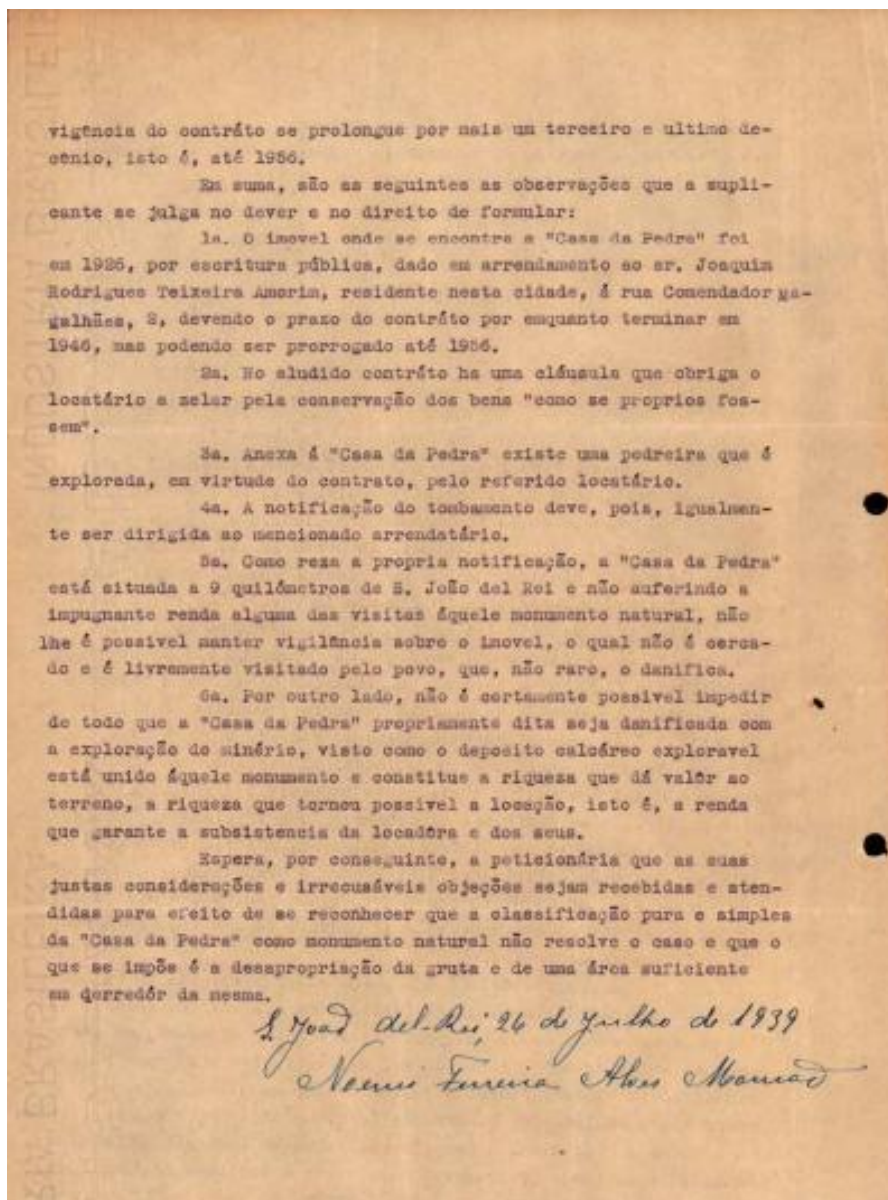 vigência do contráto se prolongue por mais um terceiro e ultimo de-
cenio, isto é, até 1956.
Em suma, são as seguintes as observações que a supli-
cante se julga no dever e no direito de formular:
1a. O imovel onde se encontra a "Casa da Pedra" foi
em 1926, por escritura pública, dado em arrendamento ao sr. Joaquim
Rodrigues Teixeira Amorim, residente nesta cidade, á rua Comendador Ma-
galhães, 2, devendo o prazo do contráto por emquanto terminar em
1946, mas podendo ser prorrogado até 1956.
2a. No aludido contráto ha uma cláusula que obriga o
locatário a zelar pela conservação dos bens "como se proprios fos-
sem".
3a. Anexa á "Casa da Pedra" existe uma pedreira que é
explorada, em virtude do contrato, pelo referido locatário.
4a. A notificação do tombamento deve, pois, igualmen-
te ser dirigida ao mencionado arrendatário.
5a. Como reza a propria notificação, a "Casa da Pedra"
está situada a 9 quilómetros de S. João del Rei e não auferindo a
impugnante renda alguma das visitas áquele monumento natural, não
lhe é possivel manter vigilância sobre o imovel, o qual não é cerca-
do e é livremente visitado pelo povo, que, não raro, o danifica.
6a. Por outro lado, não é certamente possivel impedir
de todo que a "Casa da Pedra" propriamente dita seja danificada com
a exploração do minério, visto como o deposito calcáreo exploravel
está unido áquele monumento e constitue a riqueza que dá valôr ao
terreno, a riqueza que tornou possivel a locação, isto é, a renda
que garante a subsistencia da locadôra e dos seus.
Espera, por conseguinte, a peticionária que as suas
justas considerações e irrecusáveis objeções sejam recebidas e aten-
didas para efeito de se reconhecer que a classificação pura e simples
da "Casa da Pedra" como monumento natural não resolve o caso e que o
que se impõe é a desapropriação da gruta e de uma área suficiente
em derredór da mesma.
S. João del-Rei, 26 de Julho de 1939
Noemi Ferreira Alves